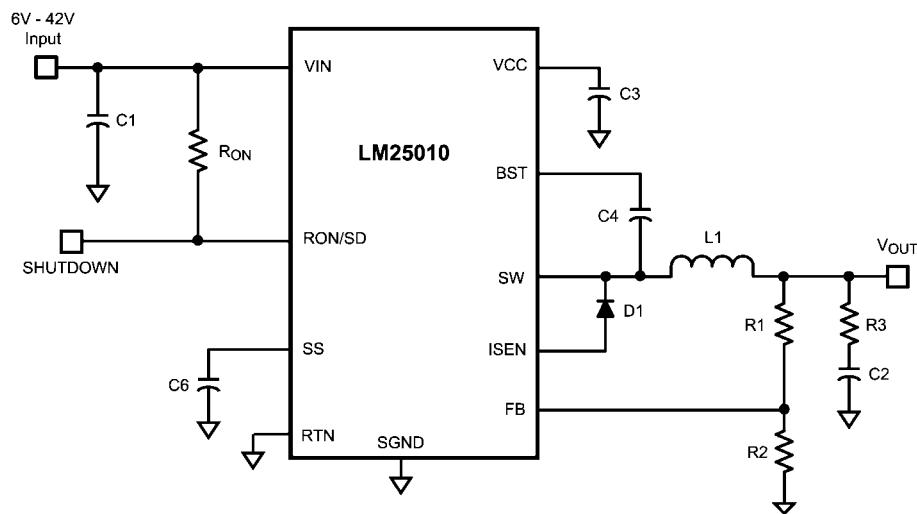 6V - 42V
Input
VIN
VCC
C3
C1
RON
LM25010
BST
C4
L1
VOUT
RON/SD
SHUTDOWN
SW
D1
R1
R3
ISEN
SS
C6
C2
FB
RTN
SGND
R2